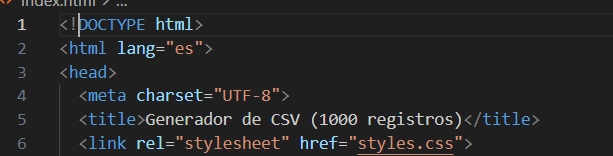 index.html > ...
1 <!DOCTYPE html>
2 <html lang="es">
3 <head>
4 <meta charset="UTF-8">
5 <title>Generador de CSV (1000 registros)</title>
6 <link rel="stylesheet" href="styles.css">